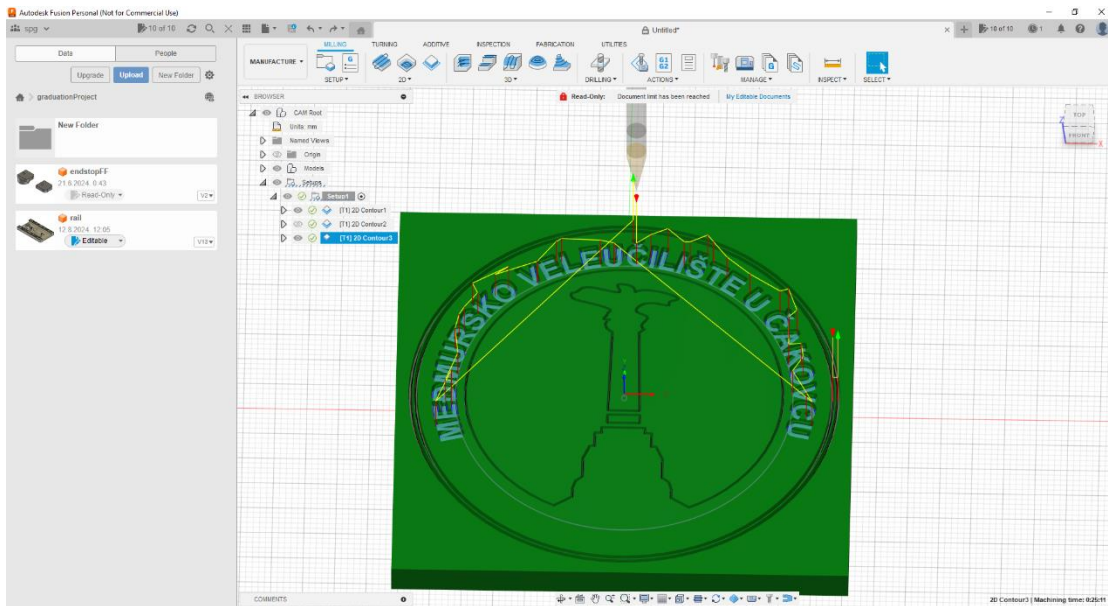 Autodesk Fusion Personal (Not for Commercial Use)
spg
10 of 10
Untitled*
10 of 10
1
Data
People
Upgrade
Upload
New Folder
graduationProject
New Folder
endstopFF
21.8.2024. 0:43
Read-Only
V2
rail
12.8.2024. 12:05
Editable
V12
MANUFACTURE
MILLING
TURNING
ADDITIVE
INSPECTION
FABRICATION
UTILITIES
G
G1
G2
SETUP
2D
3D
DRILLING
ACTIONS
MANAGE
INSPECT
SELECT
BROWSER
Read-Only:
Document limit has been reached
My Editable Documents
CAM Root
Units: mm
Named Views
Origin
Models
Setups
Setup1
[T1] 2D Contour1
[T1] 2D Contour2
[T1] 2D Contour3
TOP
FRONT
Z
X
MEĐIMURSKO VELEUČILIŠTE U ČAKOVCU
COMMENTS
2D Contour3 | Machining time: 0:25:11